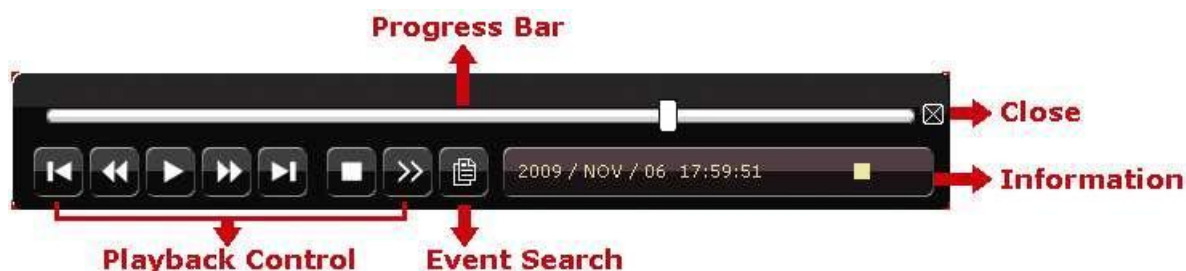 Progress Bar
Close
2009 / NOV / 06 17:59:51
Information
Playback Control
Event Search